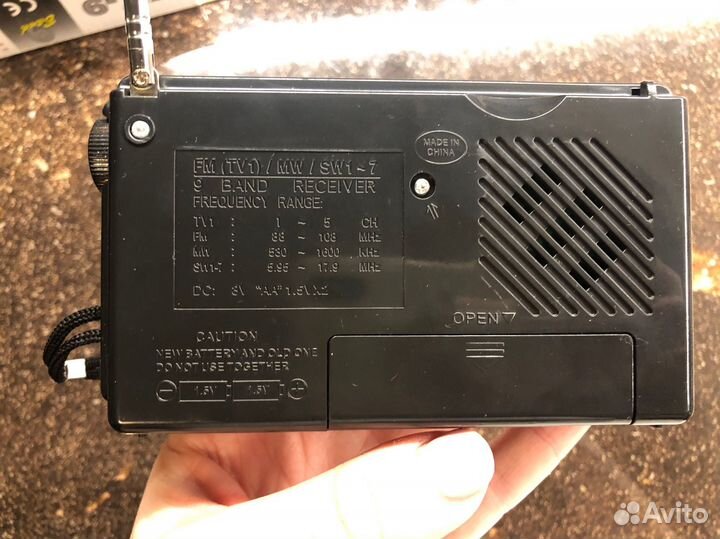 Best
MADE IN
CHINA
FM (TV1) / MW / SW1~7
9 BAND RECEIVER
FREQUENCY RANGE:
TV1 : 1 ~ 5 CH
FM : 88 ~ 108 MHZ
MW : 530 ~ 1600 KHZ
SW1-7 : 5.95 ~ 17.9 MHZ
DC: 3V "AA" 1.5V X2
OPEN
CAUTION
NEW BATTERY AND OLD ONE
DO NOT USE TOGETHER
1.5V 1.5V
Avito